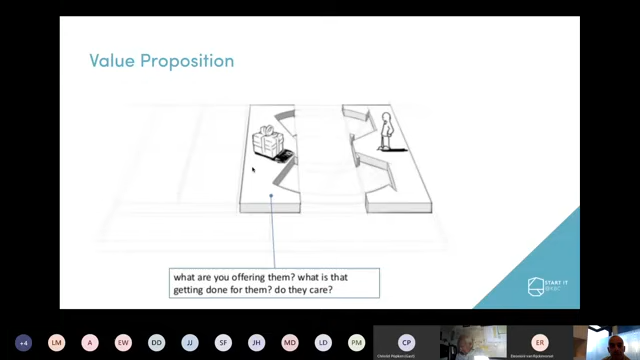 Value Proposition
what are you offering them? what is that
getting done for them? do they care?
START IT
@KBC
+4
LM
A
EW
DD
JJ
SF
JH
MD
LD
PM
CP
ER